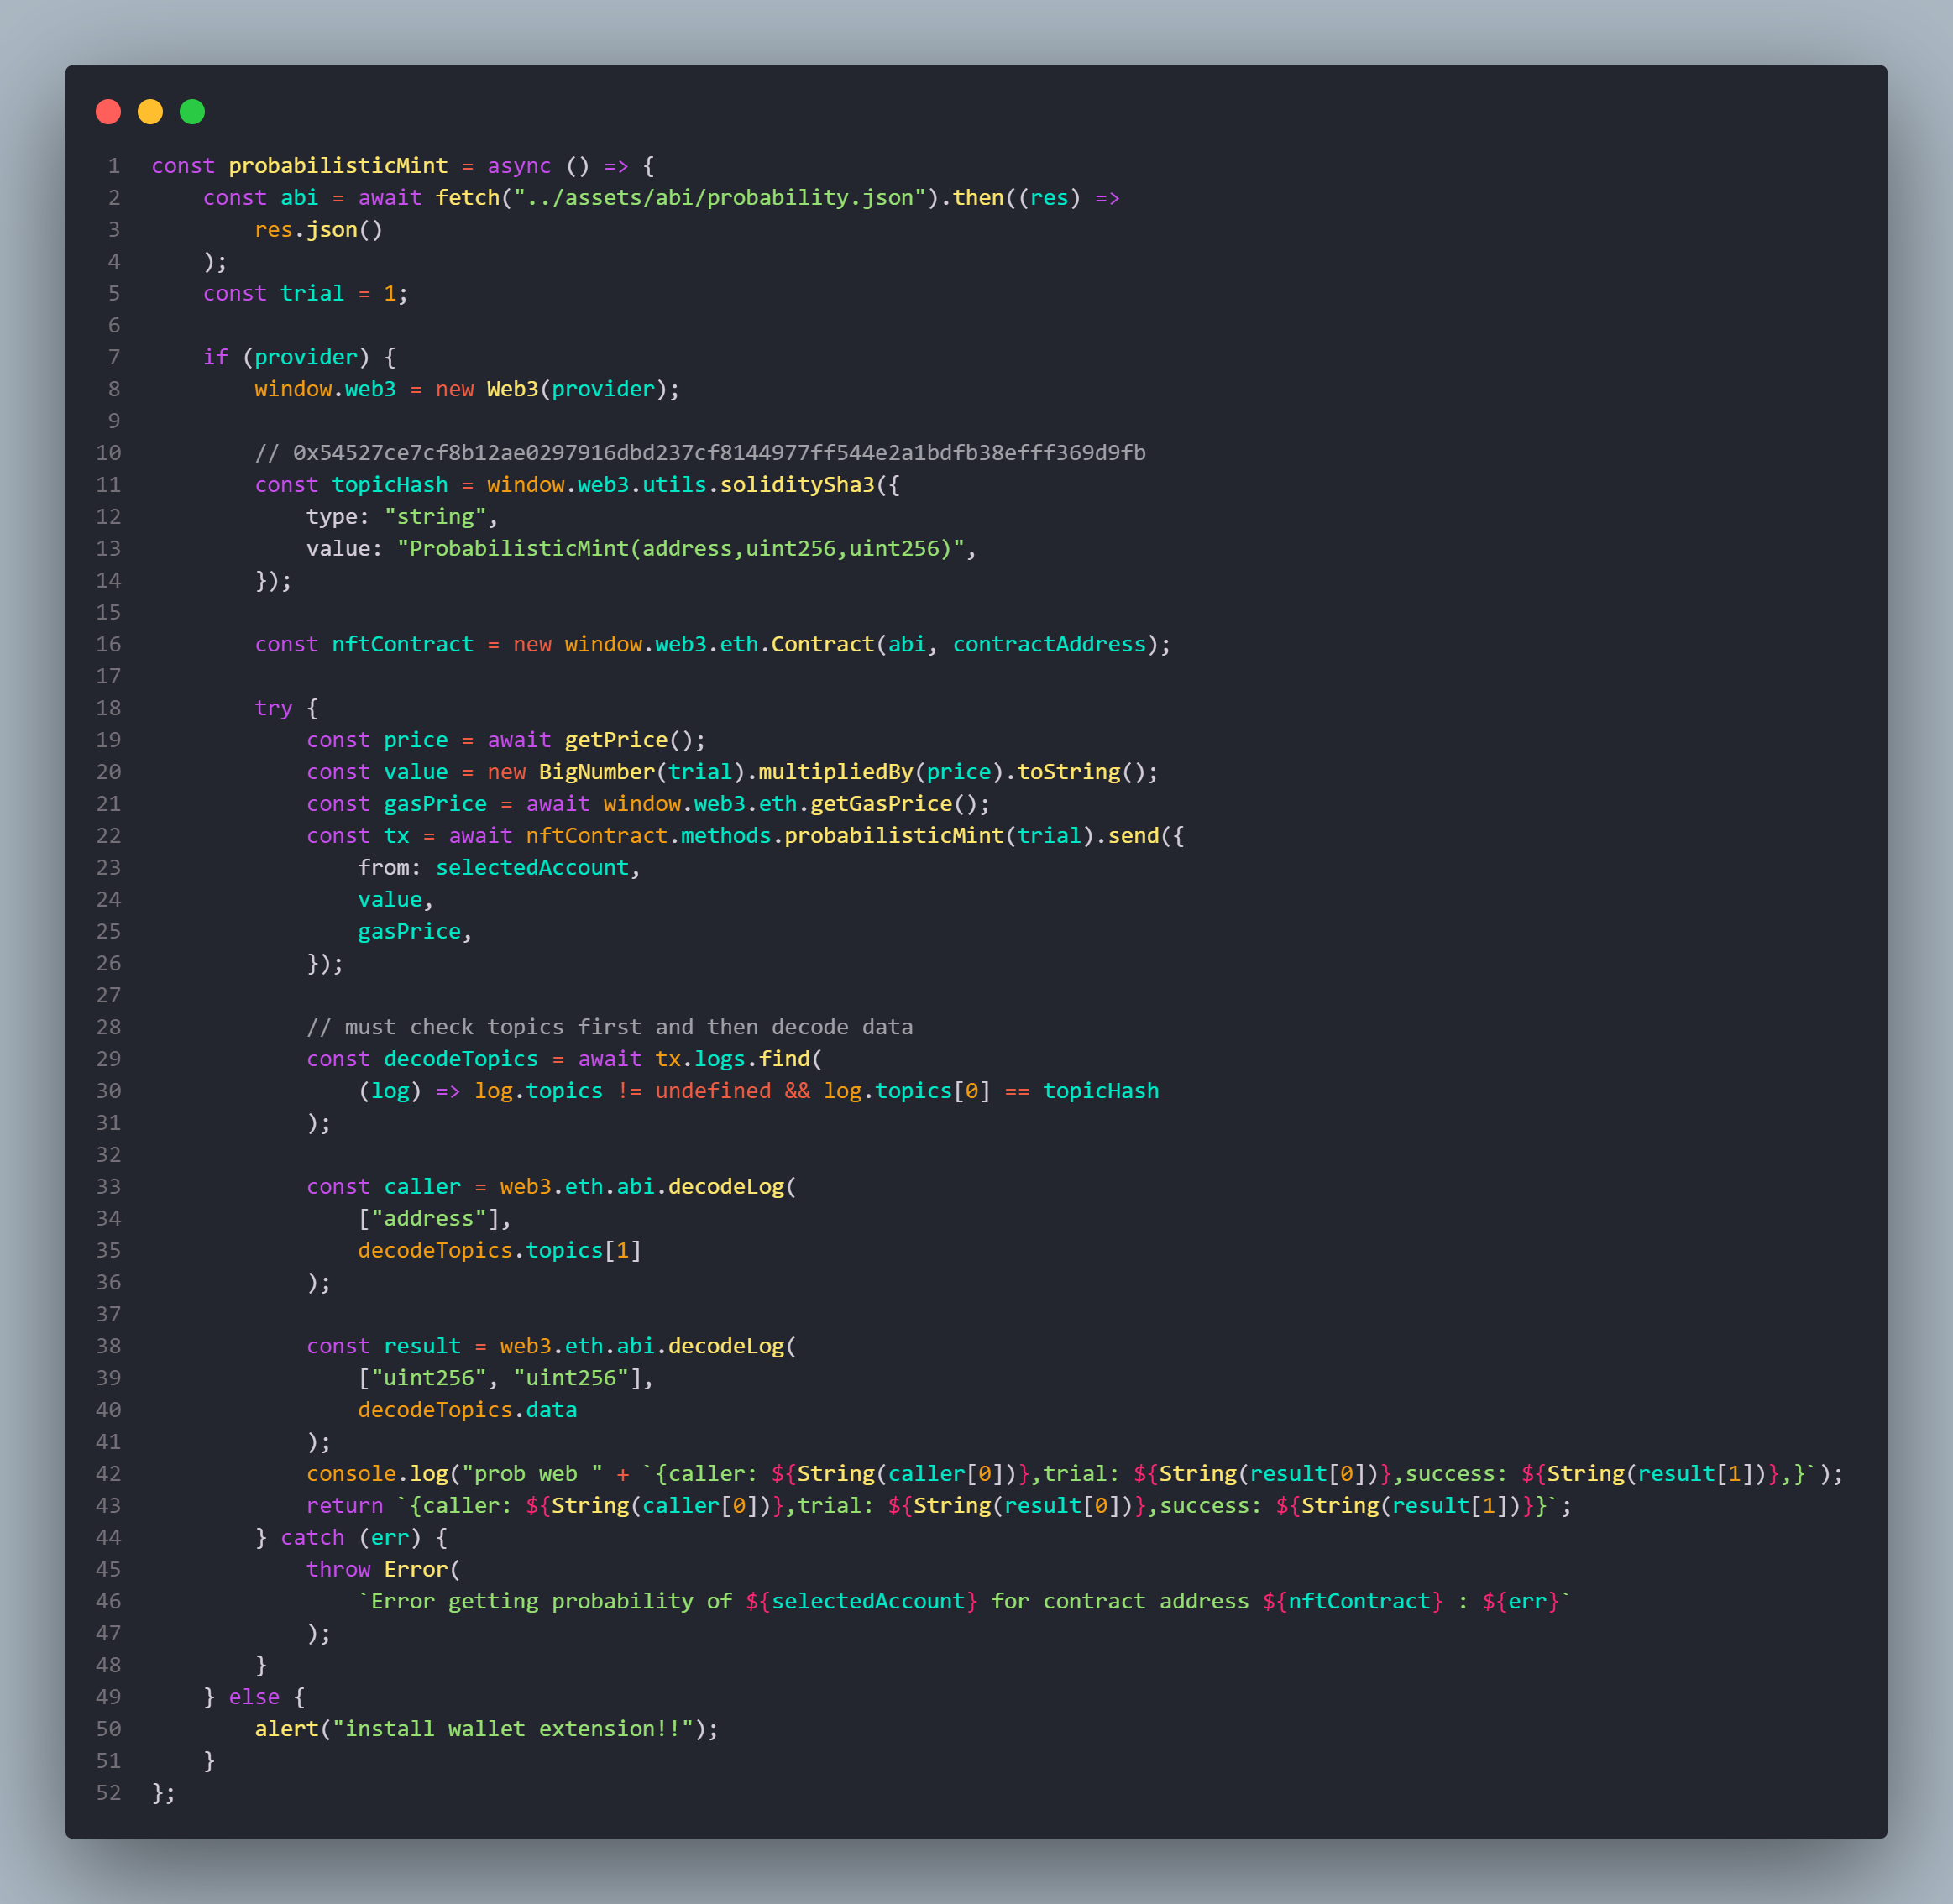 1 const probabilisticMint = async () => {
2     const abi = await fetch("../assets/abi/probability.json").then((res) =>
3         res.json()
4     );
5     const trial = 1;
6
7     if (provider) {
8         window.web3 = new Web3(provider);
9
10         // 0x54527ce7cf8b12ae0297916dbd237cf8144977ff544e2a1bdfb38efff369d9fb
11         const topicHash = window.web3.utils.soliditySha3({
12             type: "string",
13             value: "ProbabilisticMint(address,uint256,uint256)",
14         });
15
16         const nftContract = new window.web3.eth.Contract(abi, contractAddress);
17
18         try {
19             const price = await getPrice();
20             const value = new BigNumber(trial).multipliedBy(price).toString();
21             const gasPrice = await window.web3.eth.getGasPrice();
22             const tx = await nftContract.methods.probabilisticMint(trial).send({
23                 from: selectedAccount,
24                 value,
25                 gasPrice,
26             });
27
28             // must check topics first and then decode data
29             const decodeTopics = await tx.logs.find(
30                 (log) => log.topics != undefined && log.topics[0] == topicHash
31             );
32
33             const caller = web3.eth.abi.decodeLog(
34                 ["address"],
35                 decodeTopics.topics[1]
36             );
37
38             const result = web3.eth.abi.decodeLog(
39                 ["uint256", "uint256"],
40                 decodeTopics.data
41             );
42             console.log("prob web " + `{caller: ${String(caller[0])},trial: ${String(result[0])},success: ${String(result[1])},}`);
43             return `{caller: ${String(caller[0])},trial: ${String(result[0])},success: ${String(result[1])}}`;
44         } catch (err) {
45             throw Error(
46                 `Error getting probability of ${selectedAccount} for contract address ${nftContract} : ${err}`
47             );
48         }
49     } else {
50         alert("install wallet extension!!");
51     }
52 };